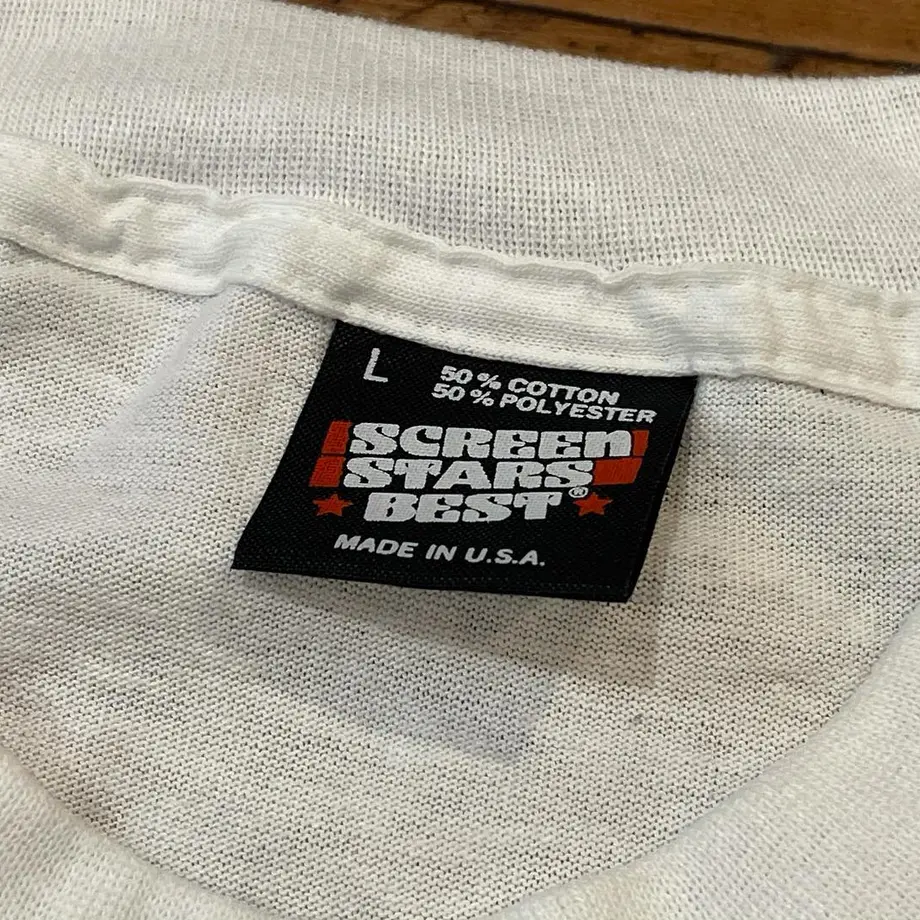 L
50% COTTON
50% POLYESTER
SCREEN
STARS
BEST®
MADE IN U.S.A.